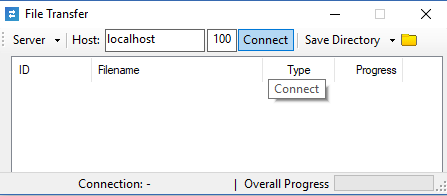 File Transfer
Server Host: localhost 100 Connect Save Directory
ID Filename Type Progress
Connect
Connection: - | Overall Progress